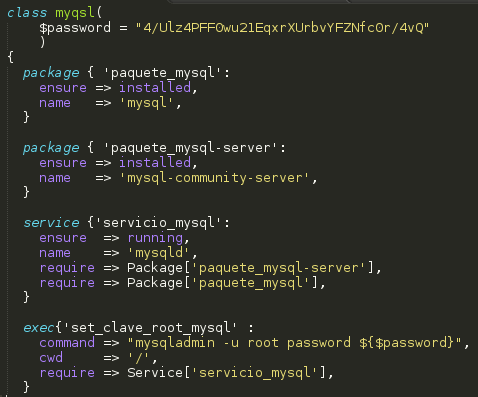 class myqsl(
    $password = "4/Ulz4PFFOwu21EqxrXUrbvYFZNfcOr/4vQ"
    )
{
  package { 'paquete_mysql':
    ensure => installed,
    name   => 'mysql',
  }

  package { 'paquete_mysql-server':
    ensure => installed,
    name   => 'mysql-community-server',
  }

  service {'servicio_mysql':
    ensure  => running,
    name    => 'mysqld',
    require => Package['paquete_mysql-server'],
    require => Package['paquete_mysql'],
  }

  exec{'set_clave_root_mysql' :
    command => "mysqladmin -u root password ${$password}",
    cwd     => '/',
    require => Service['servicio_mysql'],
  }